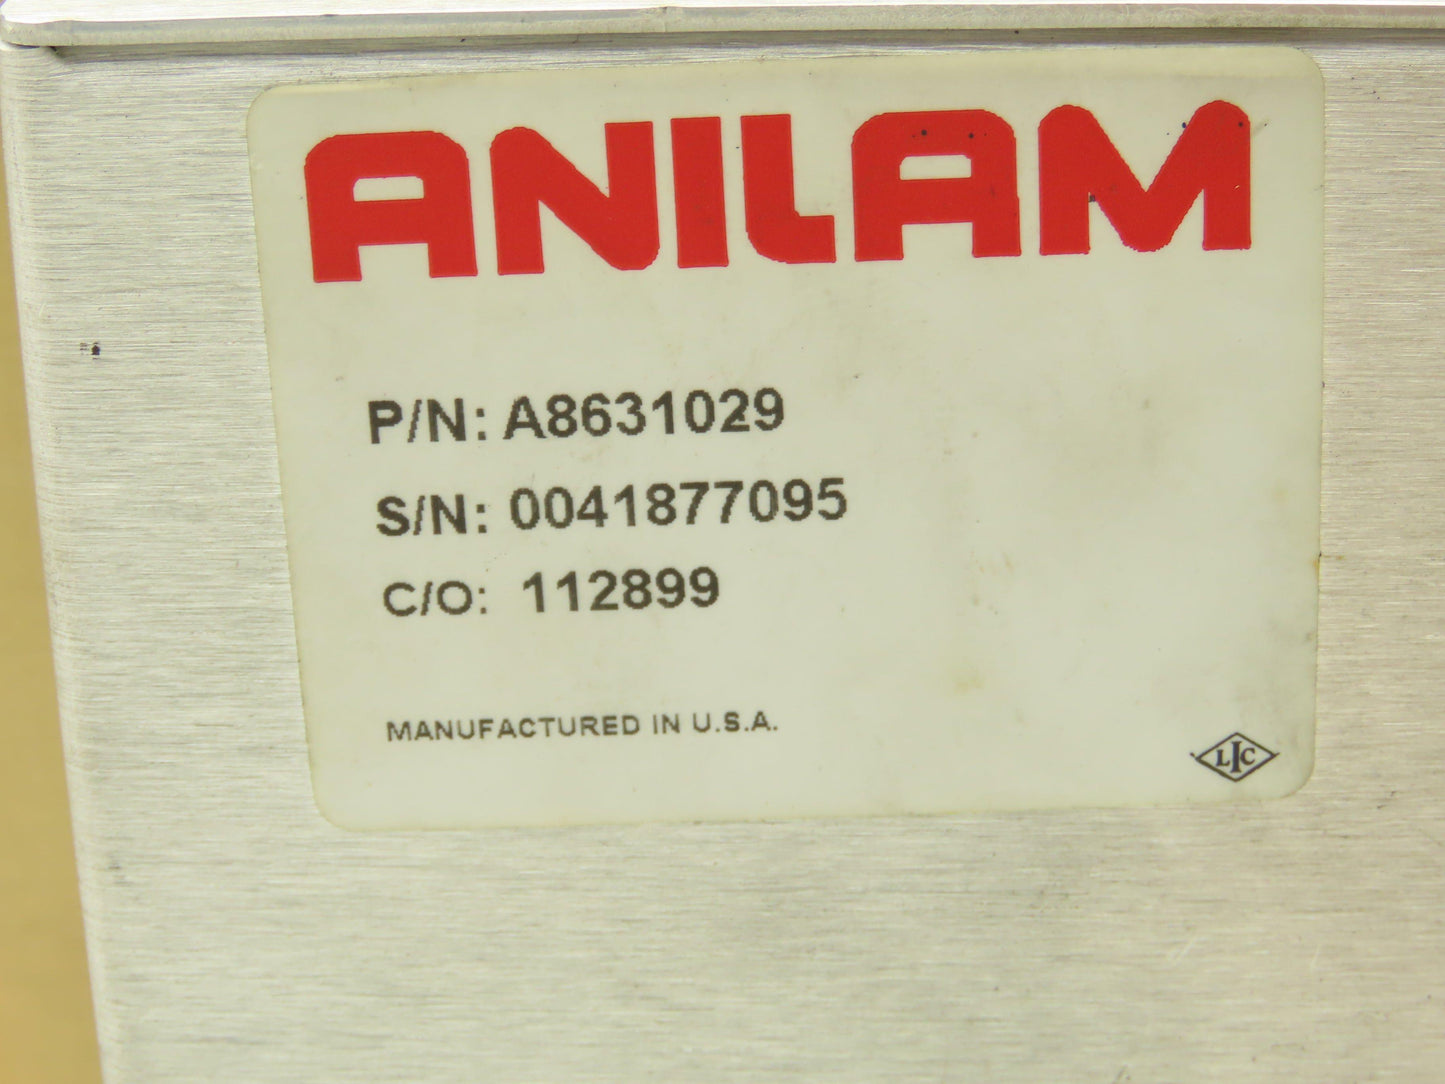 ANILAM
P/N: A8631029
S/N: 0041877095
C/O: 112899
MANUFACTURED IN U.S.A.
LIC